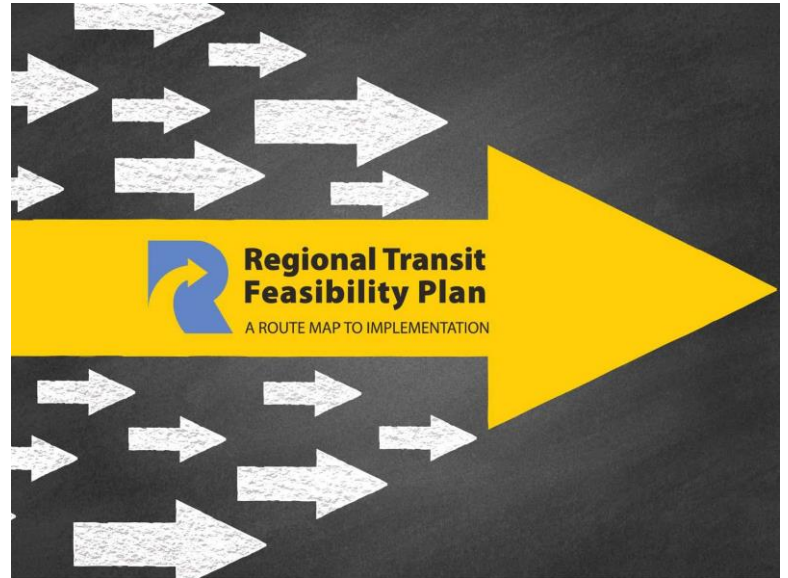 Regional Transit
Feasibility Plan
A ROUTE MAP TO IMPLEMENTATION